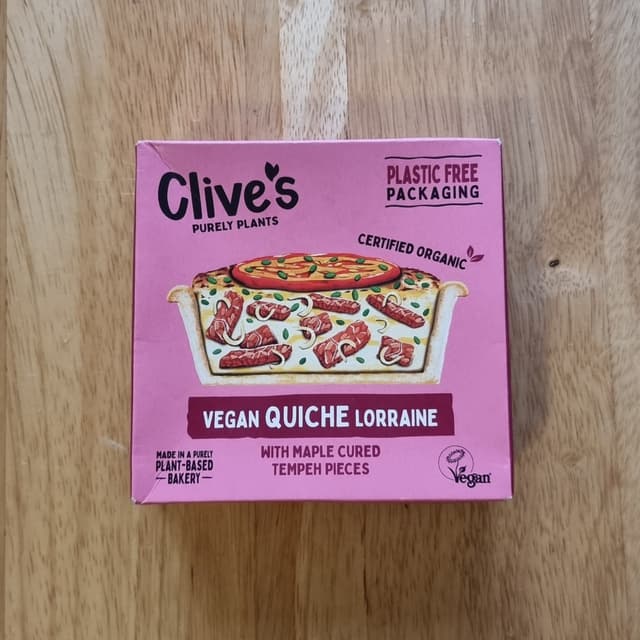 Clive's
PURELY PLANTS
PLASTIC FREE
PACKAGING
CERTIFIED ORGANIC
VEGAN QUICHE LORRAINE
WITH MAPLE CURED
TEMPEH PIECES
MADE IN A PURELY
PLANT-BASED
BAKERY
Vegan